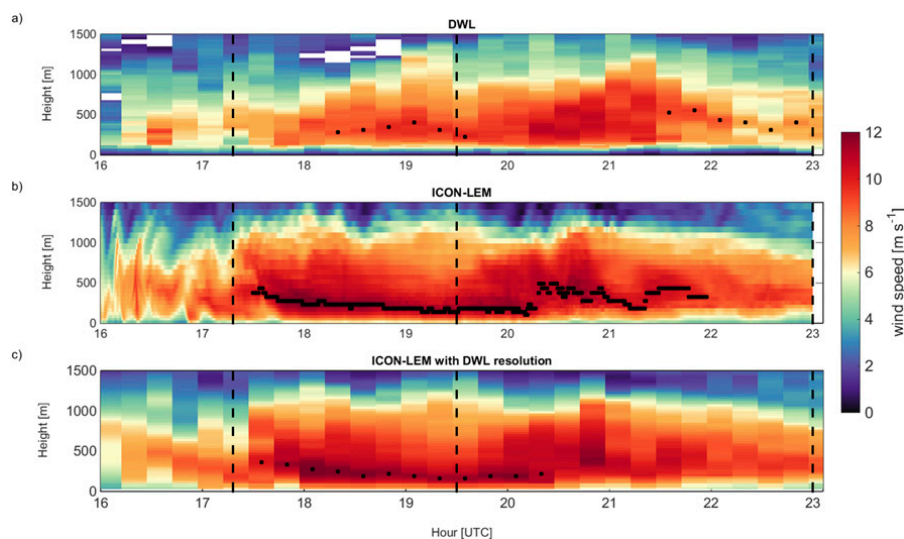 a)
DWL
1500
1000
500
0
Height [m]
16 17 18 19 20 21 22 23
b)
ICON-LEM
1500
1000
500
0
Height [m]
16 17 18 19 20 21 22 23
c)
ICON-LEM with DWL resolution
1500
1000
500
0
Height [m]
16 17 18 19 20 21 22 23
Hour [UTC]
12
10
8
6
4
2
0
wind speed [m s⁻¹]